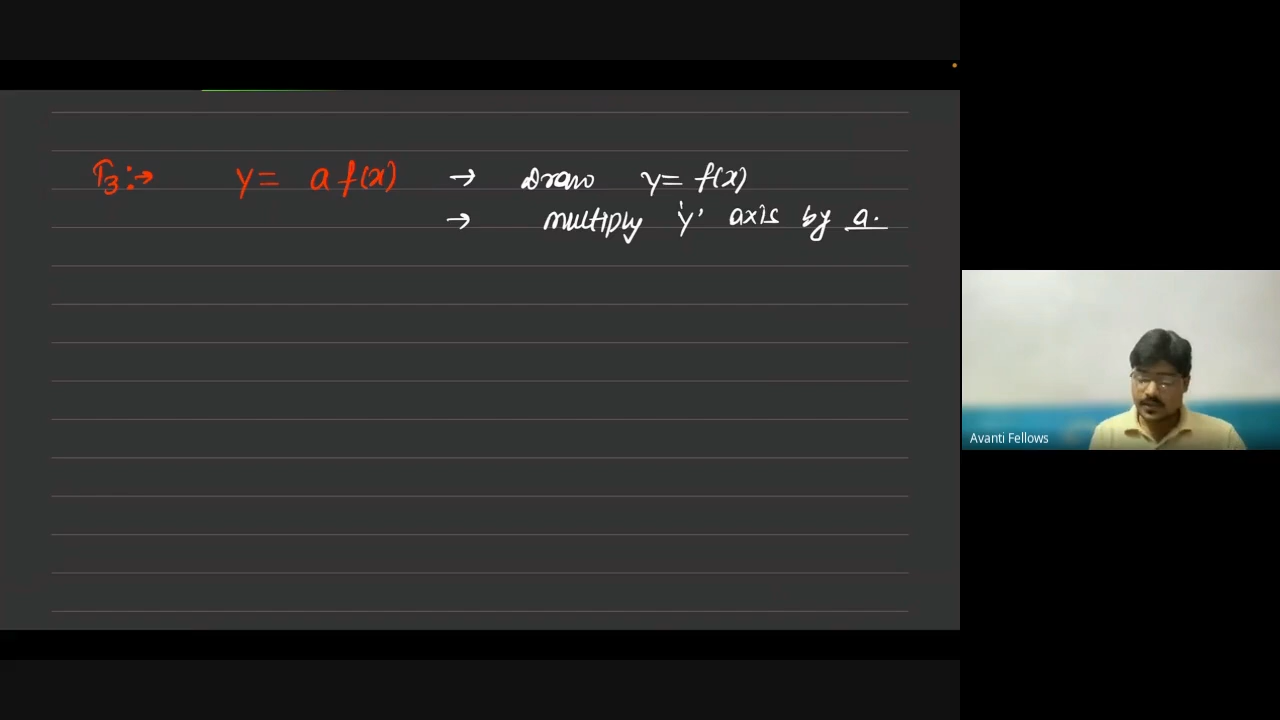 T3:→ y = a f(x) → Draw y = f(x)
→ multiply 'y' axis by a.
Avanti Fellows